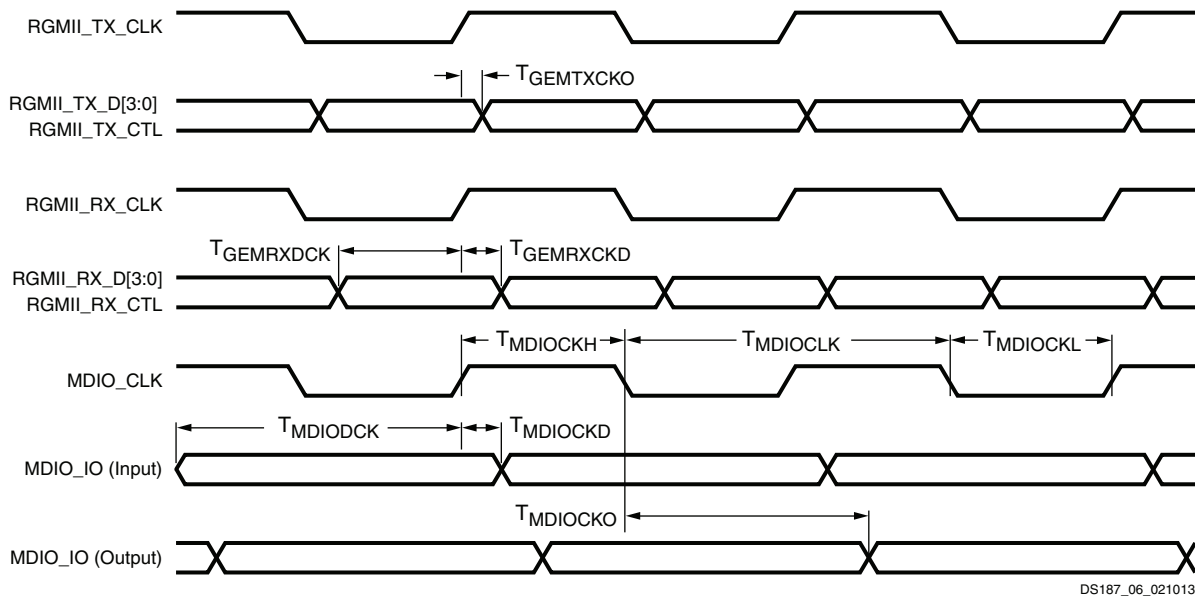 RGMII_TX_CLK
TGEMTXCKO
RGMII_TX_D[3:0]
RGMII_TX_CTL
RGMII_RX_CLK
TGEMRXDCK
TGEMRXCKD
RGMII_RX_D[3:0]
RGMII_RX_CTL
TMDIOCKH
TMDIOCLK
TMDIOCKL
MDIO_CLK
TMDIODCK
TMDIOCKD
MDIO_IO (Input)
TMDIOCKO
MDIO_IO (Output)
DS187_06_021013